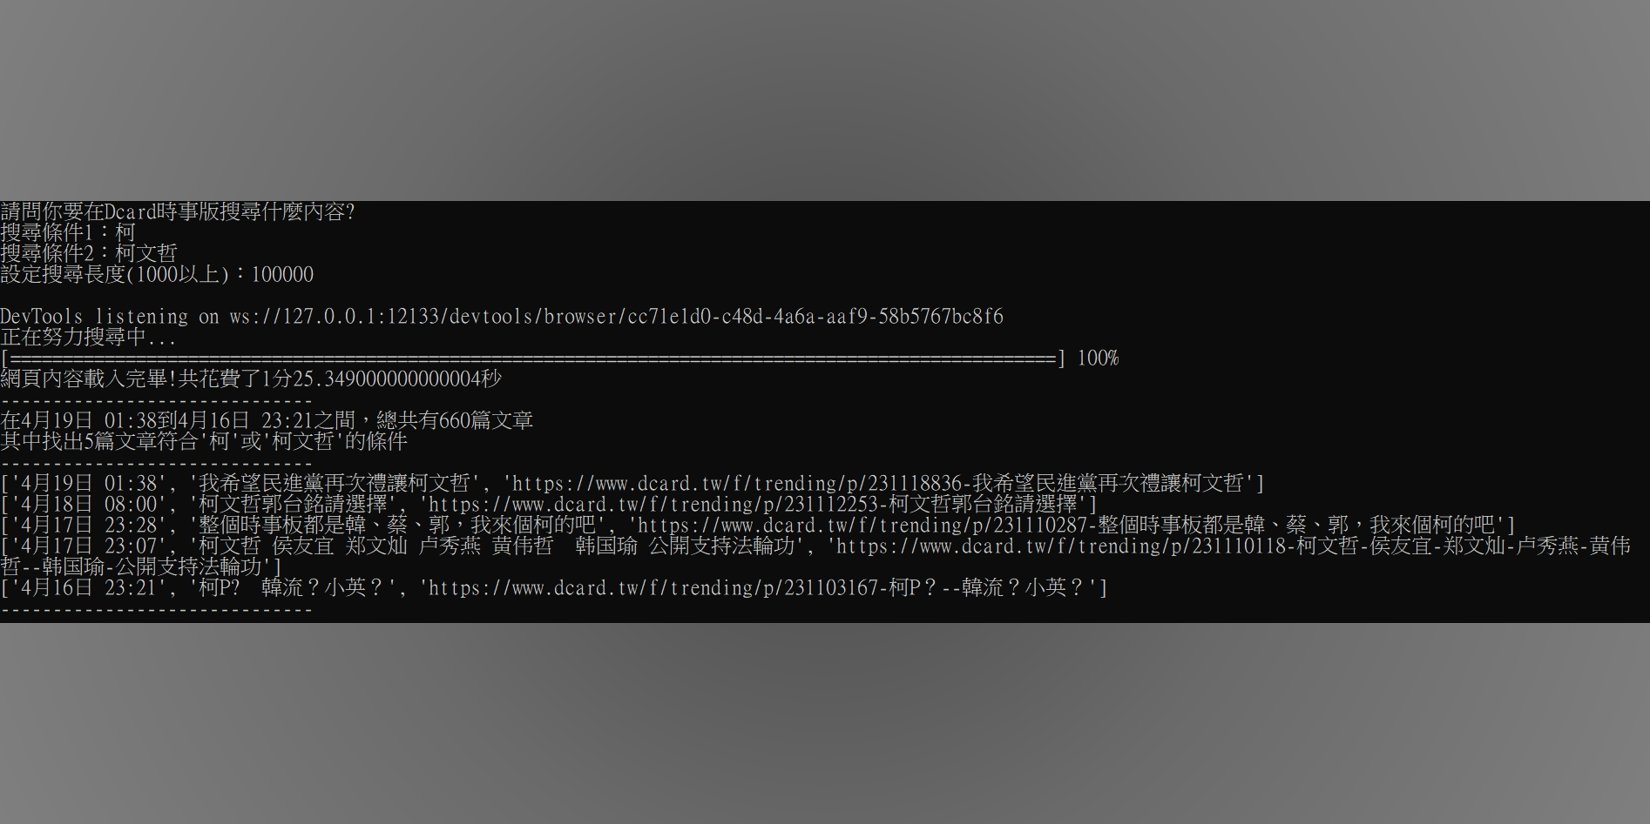 請問你要在Dcard時事版搜尋什麼內容?
搜尋條件1：柯
搜尋條件2：柯文哲
設定搜尋長度(1000以上)：100000
DevTools listening on ws://127.0.0.1:12133/devtools/browser/cc71e1d0-c48d-4a6a-aaf9-58b5767bc8f6
正在努力搜尋中...
[====================================================================================================] 100%
網頁內容載入完畢!共花費了1分25.349000000000004秒
------------------------------
在4月19日 01:38到4月16日 23:21之間，總共有660篇文章
其中找出5篇文章符合'柯'或'柯文哲'的條件
------------------------------
['4月19日 01:38', '我希望民進黨再次禮讓柯文哲', 'https://www.dcard.tw/f/trending/p/231118836-我希望民進黨再次禮讓柯文哲']
['4月18日 08:00', '柯文哲郭台銘請選擇', 'https://www.dcard.tw/f/trending/p/231112253-柯文哲郭台銘請選擇']
['4月17日 23:28', '整個時事板都是韓、蔡、郭，我來個柯的吧', 'https://www.dcard.tw/f/trending/p/231110287-整個時事板都是韓、蔡、郭，我來個柯的吧']
['4月17日 23:07', '柯文哲 侯友宜 郑文灿 卢秀燕 黄伟哲  韩国瑜 公開支持法輪功', 'https://www.dcard.tw/f/trending/p/231110118-柯文哲-侯友宜-郑文灿-卢秀燕-黄伟
哲--韩国瑜-公開支持法輪功']
['4月16日 23:21', '柯P? '韓流？小英？', 'https://www.dcard.tw/f/trending/p/231103167-柯P？--韓流？小英？']
------------------------------